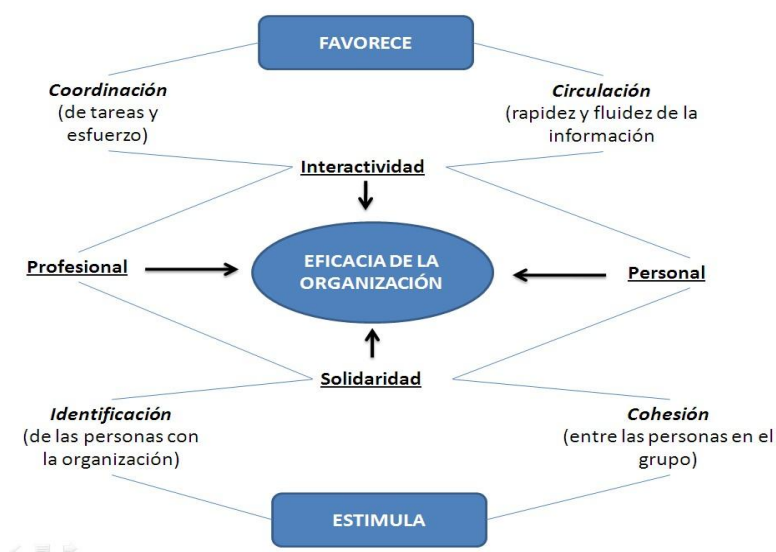 FAVORECE
Coordinación
(de tareas y
esfuerzo)
Circulación
(rapidez y fluidez de la
información
Interactividad
Profesional
EFICACIA DE LA
ORGANIZACIÓN
Personal
Solidaridad
Identificación
(de las personas con
la organización)
Cohesión
(entre las personas en el
grupo)
ESTIMULA